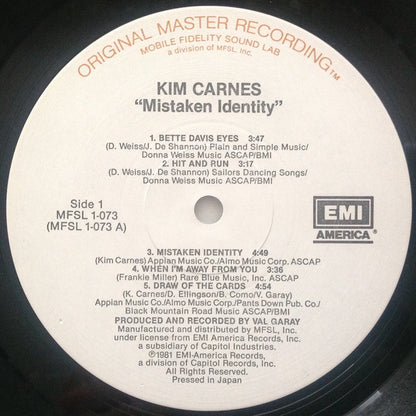 ORIGINAL MASTER RECORDING™
MOBILE FIDELITY SOUND LAB
a division of MFSL, Inc.
KIM CARNES
“Mistaken Identity”
1. BETTE DAVIS EYES 3:47
(D. Weiss/J. De Shannon) Plain and Simple Music/
Donna Weiss Music ASCAP/BMI
2. HIT AND RUN 3:17
(D. Weiss/J. De Shannon) Sailors Dancing Songs/
Donna Weiss Music ASCAP/BMI
Side 1
MFSL 1-073
(MFSL 1-073 A)
EMI
AMERICA®
3. MISTAKEN IDENTITY 4:49
(Kim Carnes) Appian Music Co./Almo Music Corp. ASCAP
4. WHEN I'M AWAY FROM YOU 3:36
(Frankie Miller) Rare Blue Music, Inc. ASCAP
5. DRAW OF THE CARDS 4:54
(K. Carnes/D. Ellingson/B. Como/V. Garay)
Appian Music Co./Almo Music Corp./Pants Down Pub. Co./
Black Mountain Road Music ASCAP/BMI
PRODUCED AND RECORDED BY VAL GARAY
Manufactured and distributed by MFSL, Inc.
under license from EMI America Records,
a subsidiary of Capitol Industries.
℗1981 EMI-America Records,
a division of Capitol Records, Inc.
All Rights Reserved.
Pressed in Japan